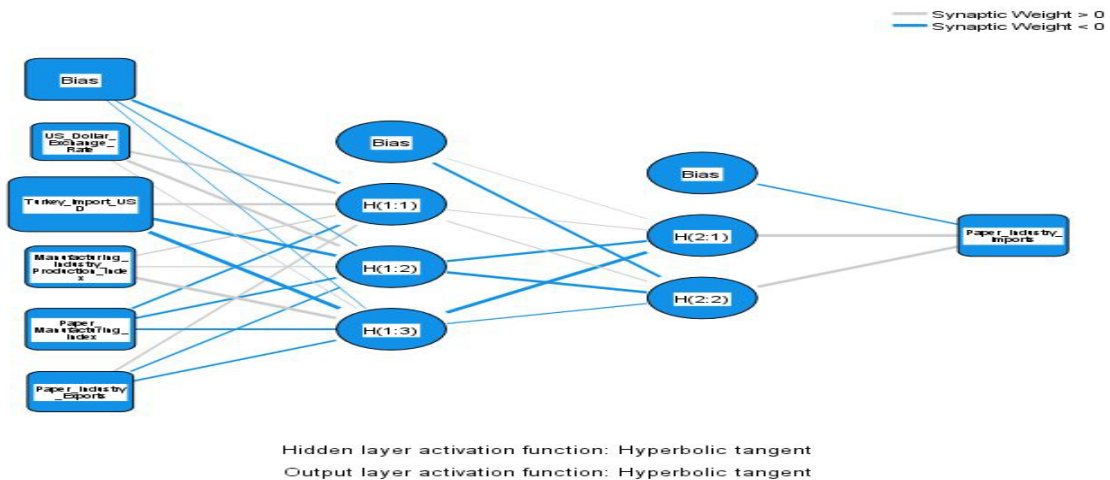 Synaptic Weight > 0
Synaptic Weight < 0
Bias
US_Dollar_
Exchange_
Rate
Turkey_Import_US
D
Manufacturing_
Industry_
Production_Inde
x
Paper_
Manufacturing_
Index
Paper_Industry
_Exports
Bias
H(1:1)
H(1:2)
H(1:3)
Bias
H(2:1)
H(2:2)
Paper_Industry_
Imports
Hidden layer activation function: Hyperbolic tangent
Output layer activation function: Hyperbolic tangent